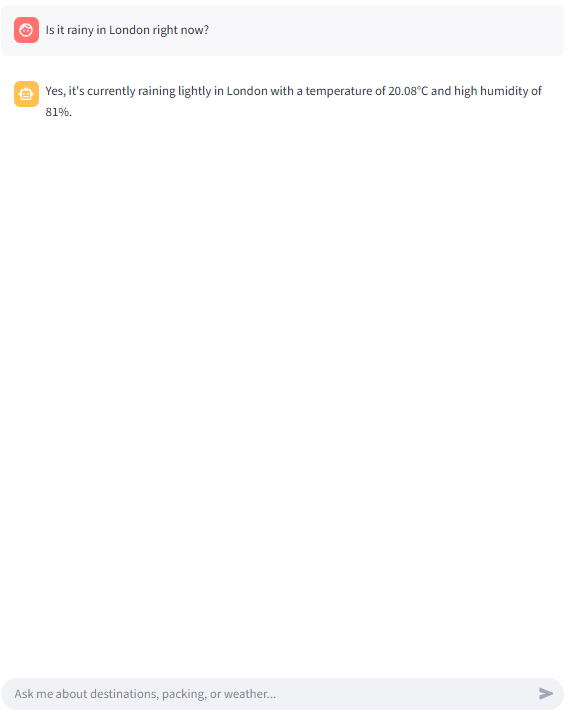 Is it rainy in London right now?
Yes, it's currently raining lightly in London with a temperature of 20.08°C and high humidity of
81%.
Ask me about destinations, packing, or weather...